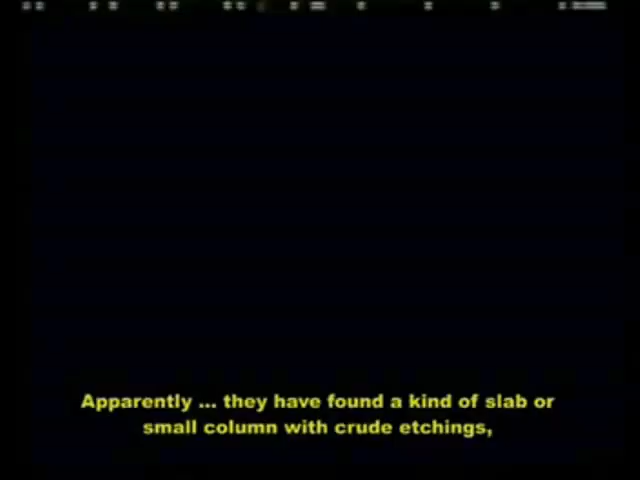 Apparently ... they have found a kind of slab or
small column with crude etchings,